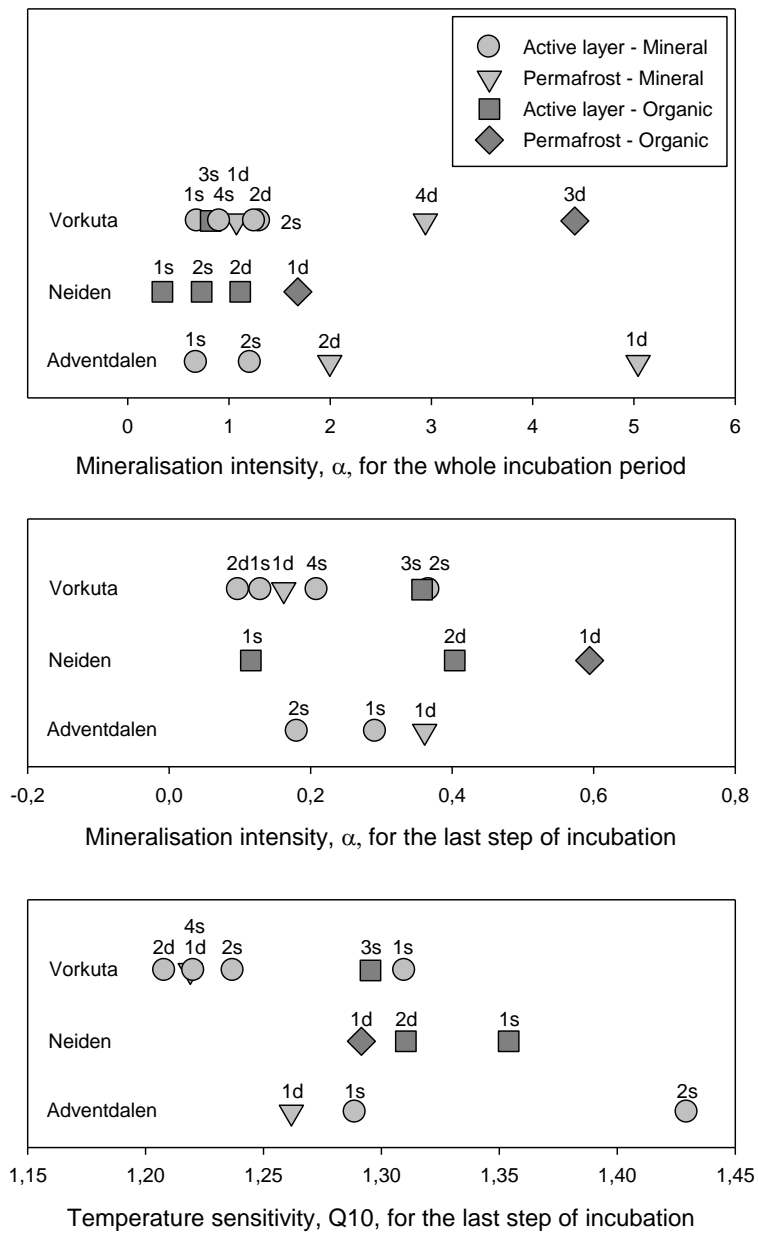 Active layer - Mineral
Permafrost - Mineral
Active layer - Organic
Permafrost - Organic
3s 1d
1s 4s 2d
Vorkuta 2s 4d 3d
Neiden 1s 2s 2d 1d
Adventdalen 1s 2s 2d 1d
0 1 2 3 4 5 6
Mineralisation intensity, α, for the whole incubation period
2d 1s 1d 4s 3s 2s
Vorkuta
1s 2d 1d
Neiden
2s 1s 1d
Adventdalen
-0,2 0,0 0,2 0,4 0,6 0,8
Mineralisation intensity, α, for the last step of incubation
4s
2d 1d 2s 3s 1s
Vorkuta
1d 2d 1s
Neiden
1d 1s 2s
Adventdalen
1,15 1,20 1,25 1,30 1,35 1,40 1,45
Temperature sensitivity, Q10, for the last step of incubation